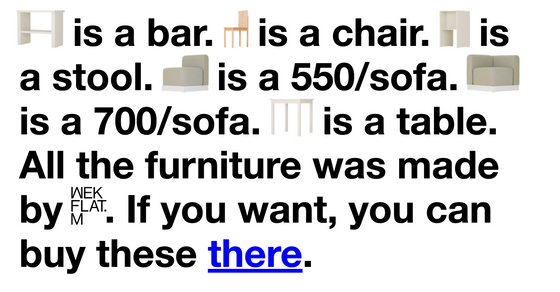 is a bar. is a chair. is
a stool. is a 550/sofa.
is a 700/sofa. is a table.
All the furniture was made
by WEK FLAT. M. If you want, you can
buy these there.